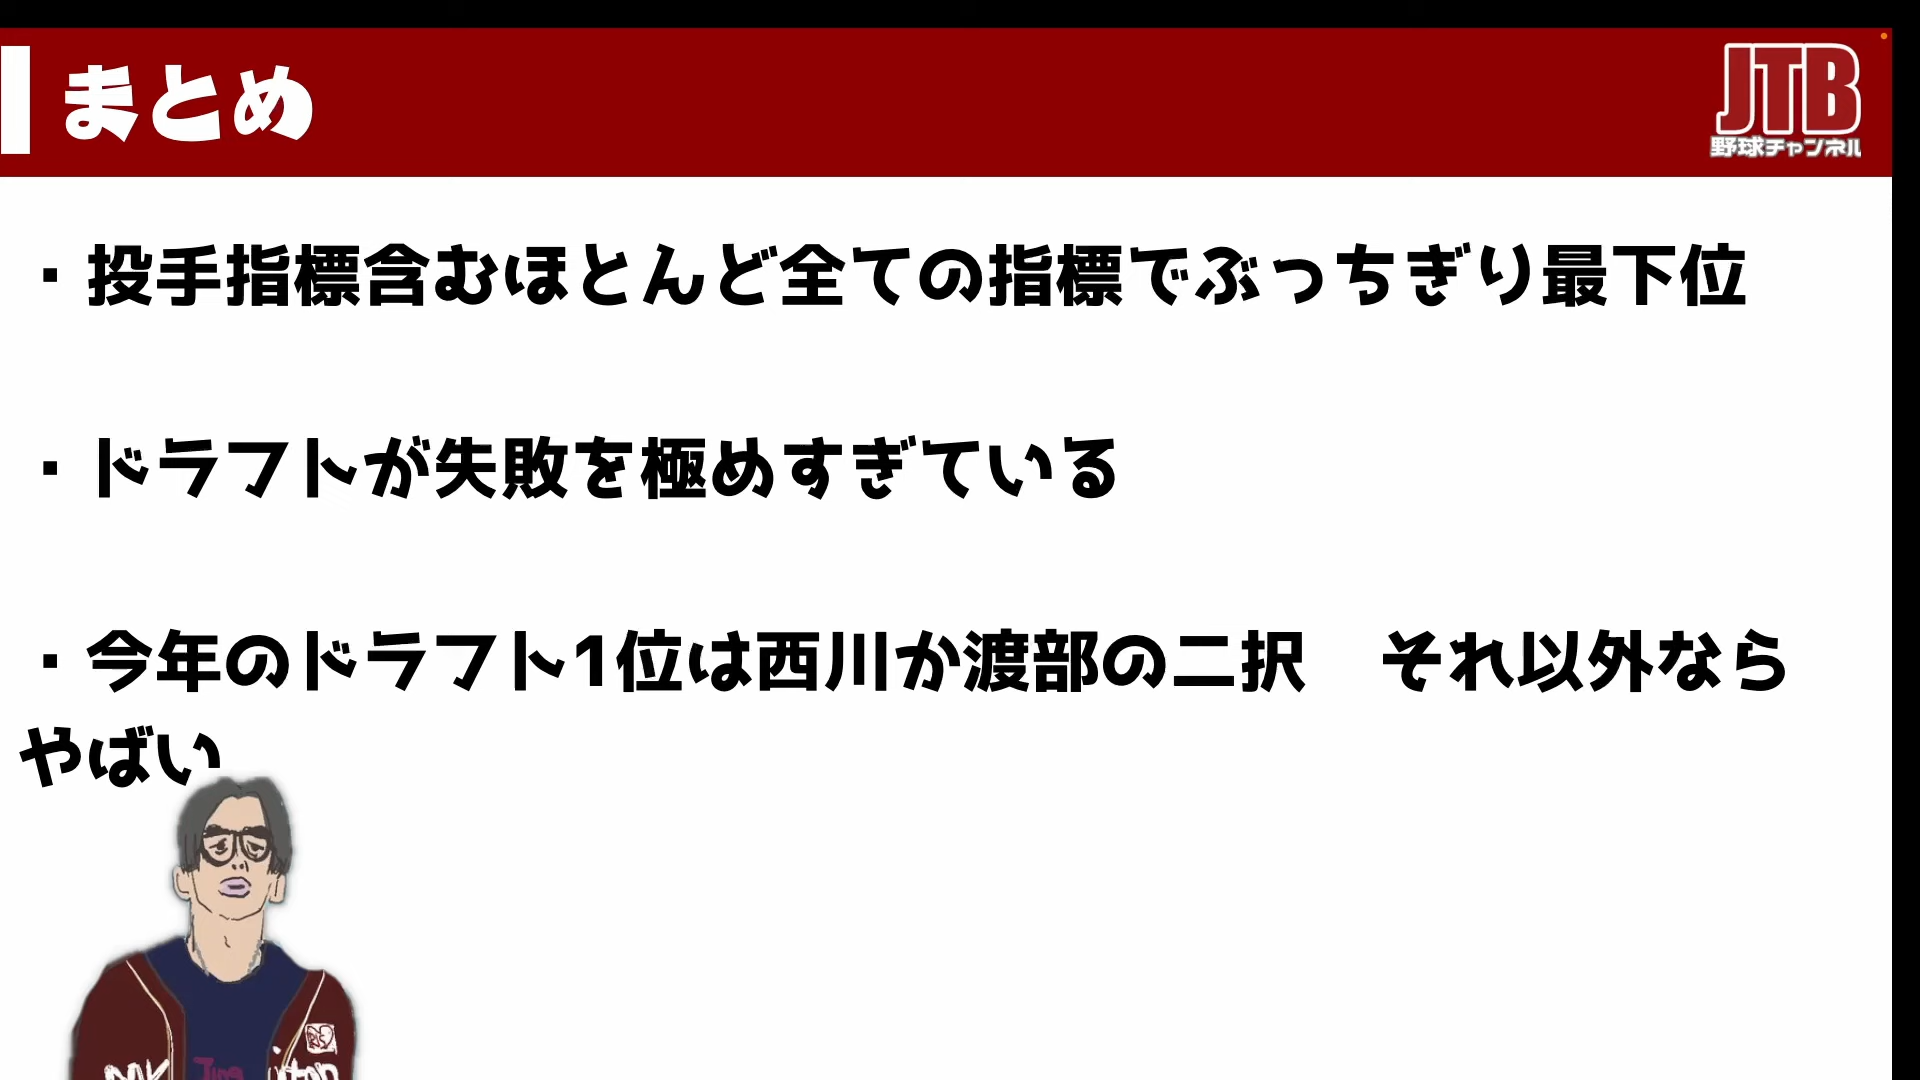 まとめ
JTB
野球チャンネル
・投手指標含むほとんど全ての指標でぶっちぎり最下位
・ドラフトが失敗を極めすぎている
・今年のドラフト1位は西川か渡部の二択　それ以外なら
やばい